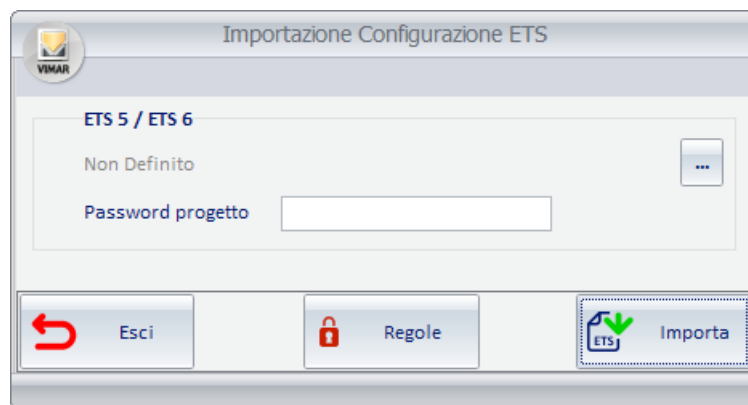 Importazione Configurazione ETS
VIMAR
ETS 5 / ETS 6
Non Definito
...
Password progetto
Esci
Regole
ETS
Importa